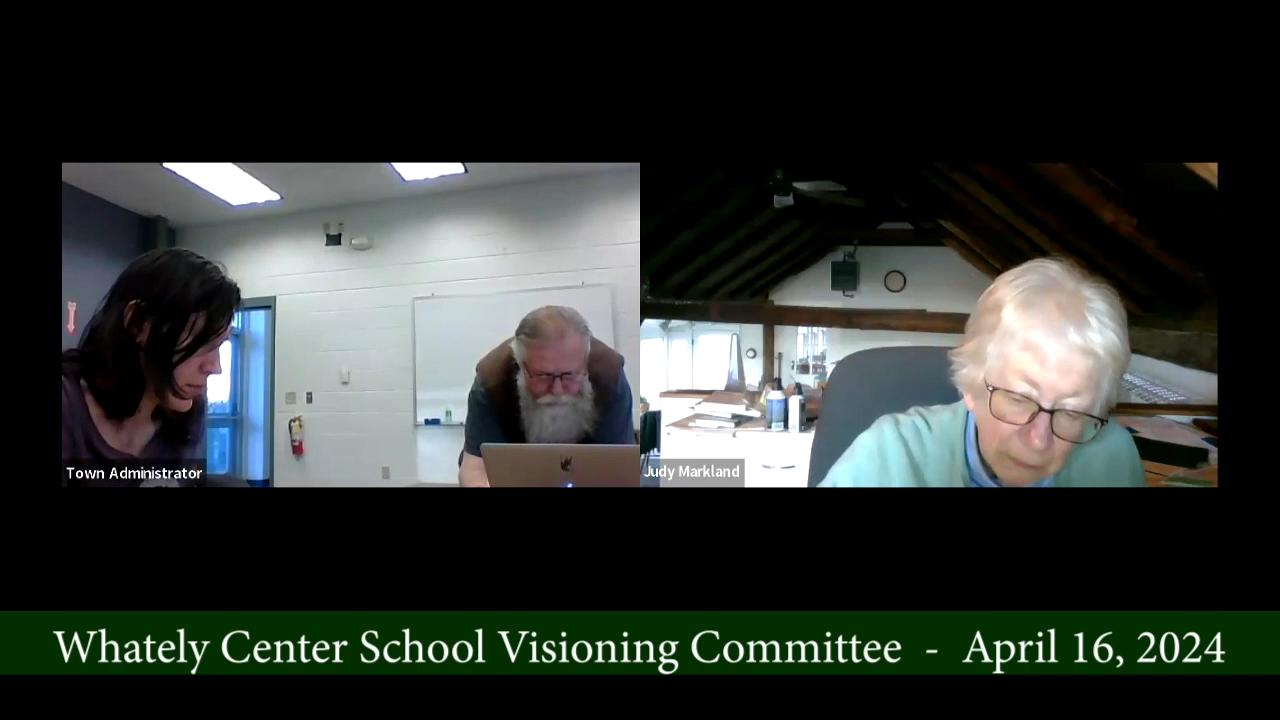 Town Administrator
Judy Markland
Whately Center School Visioning Committee - April 16, 2024